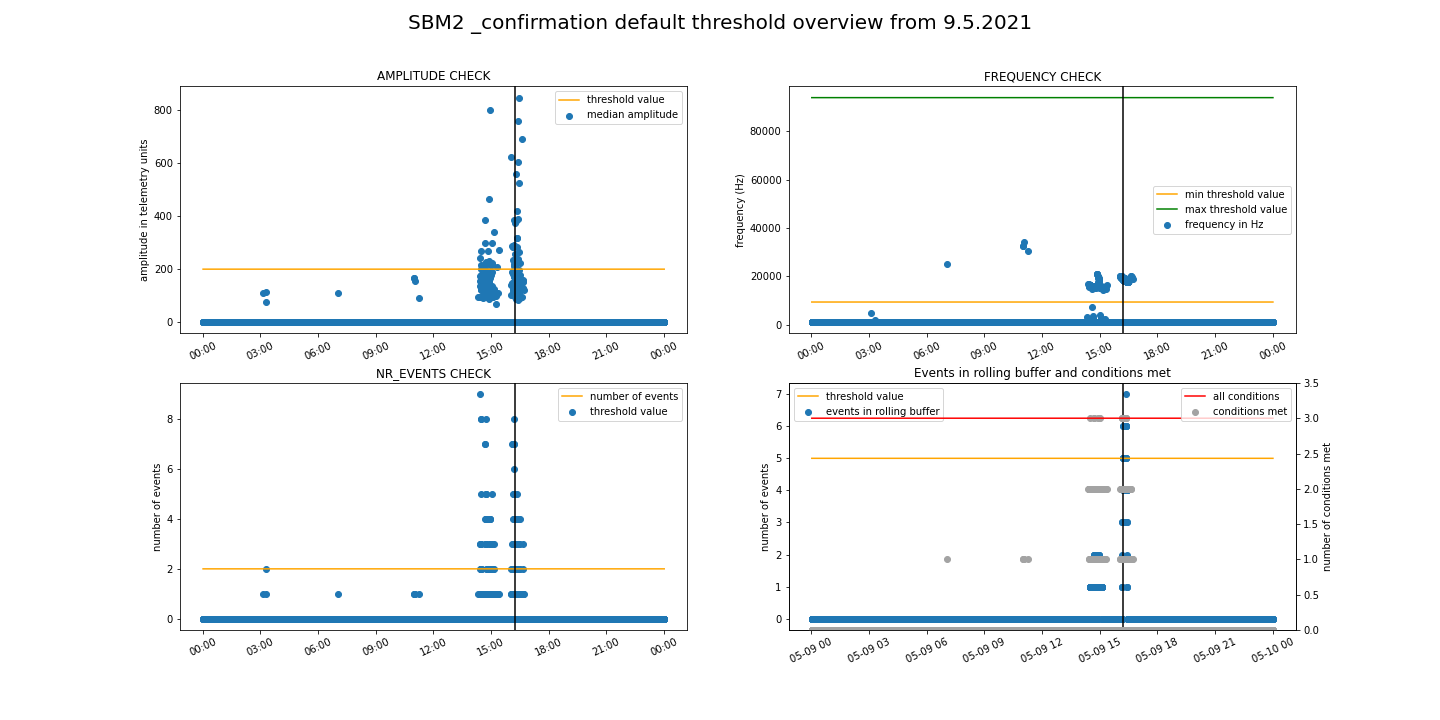 SBM2 _confirmation default threshold overview from 9.5.2021
AMPLITUDE CHECK
amplitude in telemetry units
800
600
400
200
0
threshold value
median amplitude
00:00 03:00 06:00 09:00 12:00 15:00 18:00 21:00 00:00
FREQUENCY CHECK
frequency (Hz)
80000
60000
40000
20000
0
min threshold value
max threshold value
frequency in Hz
00:00 03:00 06:00 09:00 12:00 15:00 18:00 21:00 00:00
NR_EVENTS CHECK
number of events
8
6
4
2
0
number of events
threshold value
00:00 03:00 06:00 09:00 12:00 15:00 18:00 21:00 00:00
Events in rolling buffer and conditions met
number of events
7
6
5
4
3
2
1
0
threshold value
events in rolling buffer
all conditions
conditions met
3.5
3.0
2.5
2.0
1.5
1.0
0.5
0.0
number of conditions met
05-09 00 05-09 03 05-09 06 05-09 09 05-09 12 05-09 15 05-09 18 05-09 21 05-10 00